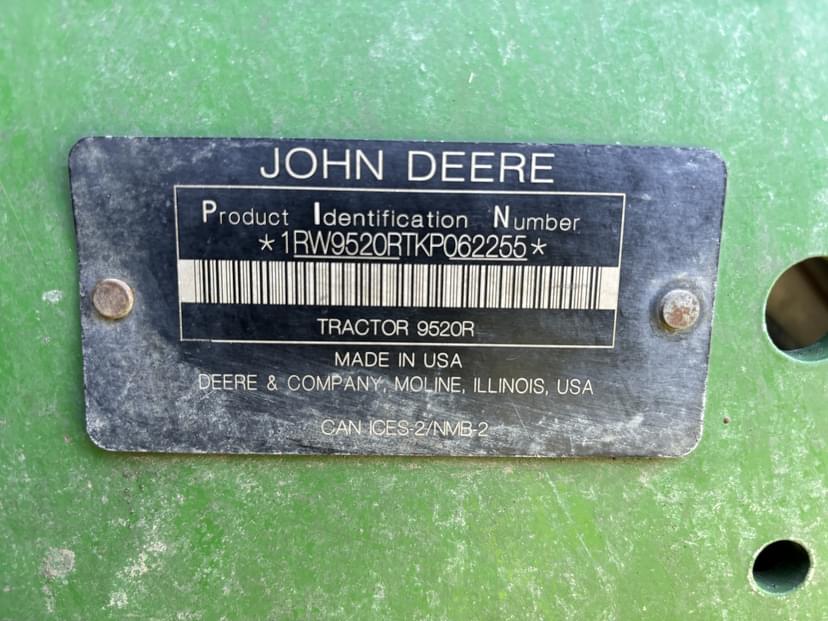 JOHN DEERE
Product Identification Number
*1RW9520RTKP062255*
TRACTOR 9520R
MADE IN USA
DEERE & COMPANY, MOLINE, ILLINOIS, USA
CAN ICES-2/NMB-2